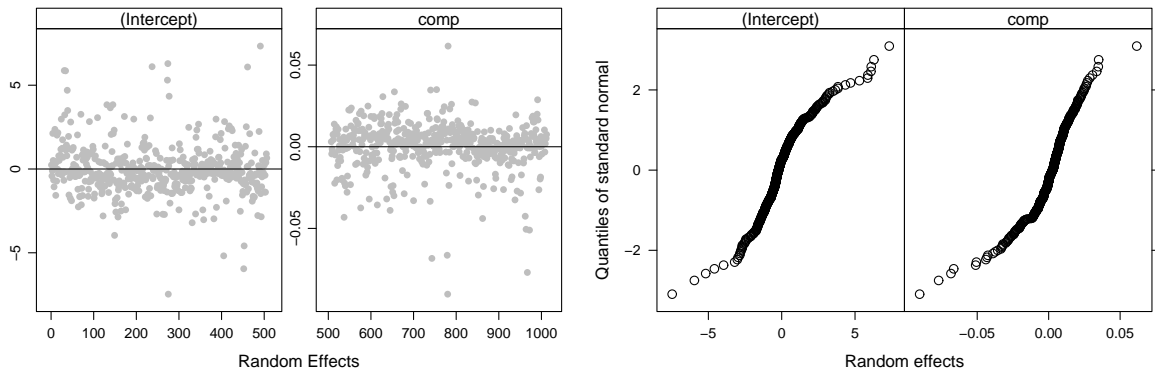 (Intercept)
comp
5
0
−5
0.05
0.00
−0.05
0 100 200 300 400 500
500 600 700 800 900 1000
Random Effects
(Intercept)
comp
Quantiles of standard normal
2
0
−2
−5 0 5
−0.05 0.00 0.05
Random effects